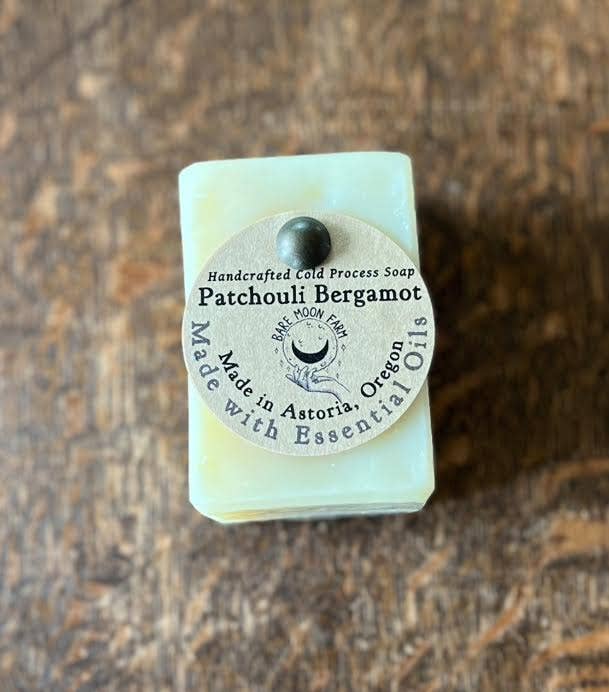 Handcrafted Cold Process Soap
Patchouli Bergamot
BARE MOON FARM
Made in Astoria, Oregon
Made with Essential Oils